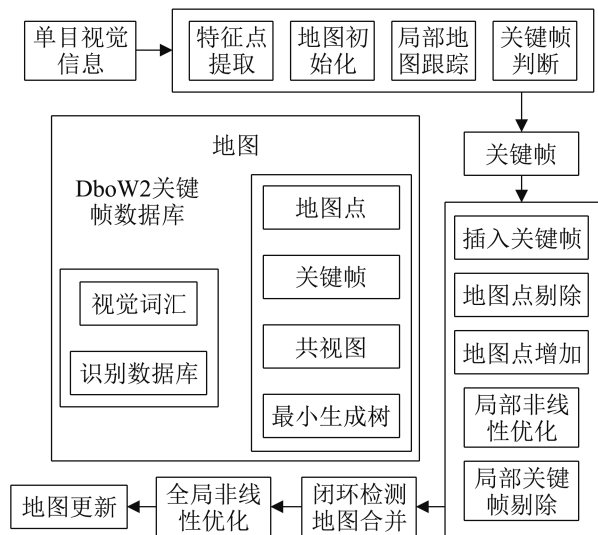 单目视觉
信息
特征点
提取
地图初
始化
局部地
图跟踪
关键帧
判断
关键帧
地图
DboW2关键
帧数据库
视觉词汇
识别数据库
地图点
关键帧
共视图
最小生成树
插入关键帧
地图点剔除
地图点增加
局部非线
性优化
局部关键
帧剔除
闭环检测
地图合并
全局非线
性优化
地图更新